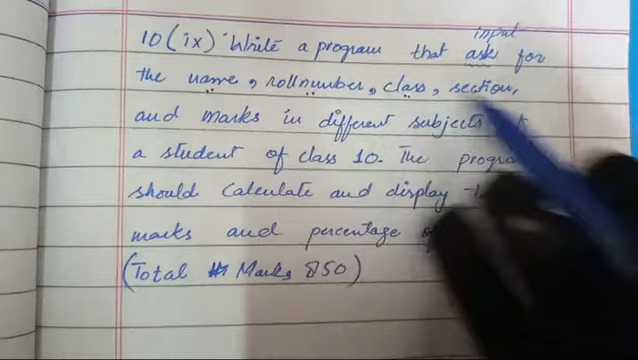 input
10(ix) Write a program that ask for
the name, rollnumber, class, section,
and marks in different subjects
a student of class 10. The
should calculate and display
marks and percentage
(Total Marks 850)